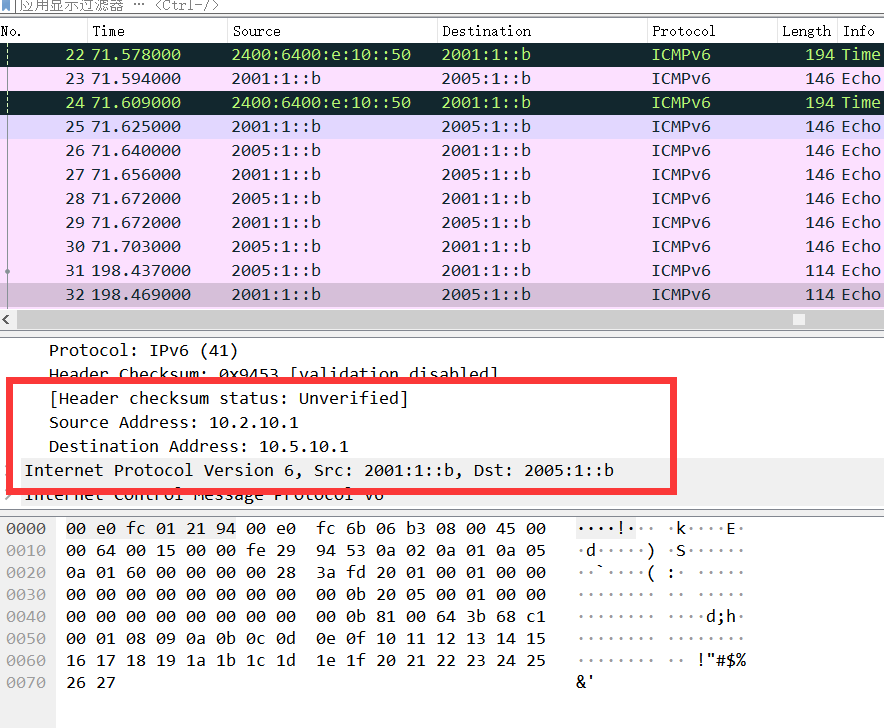 应用显示过滤器 … <Ctrl-/>
No. Time Source Destination Protocol Length Info
22 71.578000 2400:6400:e:10::50 2001:1::b ICMPv6 194 Time
23 71.594000 2001:1::b 2005:1::b ICMPv6 146 Echo
24 71.609000 2400:6400:e:10::50 2001:1::b ICMPv6 194 Time
25 71.625000 2001:1::b 2005:1::b ICMPv6 146 Echo
26 71.640000 2005:1::b 2001:1::b ICMPv6 146 Echo
27 71.656000 2001:1::b 2005:1::b ICMPv6 146 Echo
28 71.672000 2005:1::b 2001:1::b ICMPv6 146 Echo
29 71.672000 2001:1::b 2005:1::b ICMPv6 146 Echo
30 71.703000 2005:1::b 2001:1::b ICMPv6 146 Echo
31 198.437000 2005:1::b 2001:1::b ICMPv6 114 Echo
32 198.469000 2001:1::b 2005:1::b ICMPv6 114 Echo
Protocol: IPv6 (41)
Header Checksum: 0x9453 [validation disabled]
[Header checksum status: Unverified]
Source Address: 10.2.10.1
Destination Address: 10.5.10.1
Internet Protocol Version 6, Src: 2001:1::b, Dst: 2005:1::b
Internet Control Message Protocol v6
0000 00 e0 fc 01 21 94 00 e0 fc 6b 06 b3 08 00 45 00 ····!··· ·k····E·
0010 00 64 00 15 00 00 fe 29 94 53 0a 02 0a 01 0a 05 ·d·····) ·S······
0020 0a 01 60 00 00 00 00 28 3a fd 20 01 00 01 00 00 ··`····( :· ·····
0030 00 00 00 00 00 00 00 00 00 0b 20 05 00 01 00 00 ········ ·· ·····
0040 00 00 00 00 00 00 00 00 00 0b 81 00 64 3b 68 c1 ········ ····d;h·
0050 00 01 08 09 0a 0b 0c 0d 0e 0f 10 11 12 13 14 15 ········ ········
0060 16 17 18 19 1a 1b 1c 1d 1e 1f 20 21 22 23 24 25 ········ ·· !"#$%
0070 26 27 &'